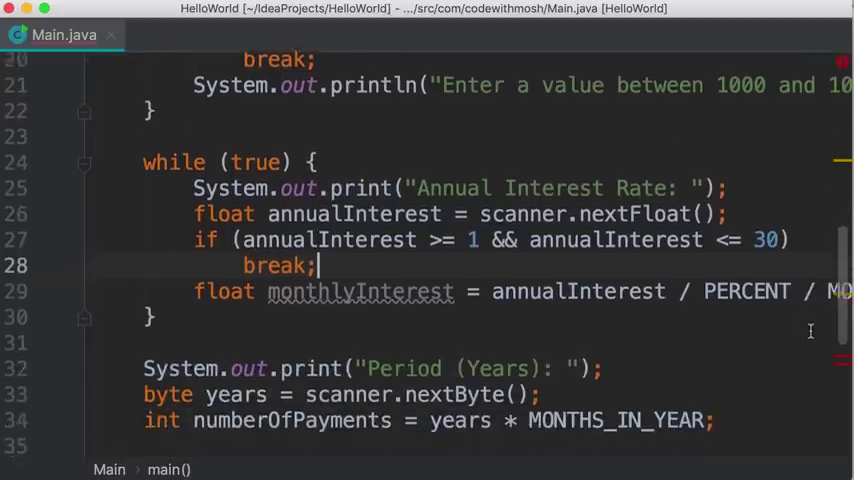 HelloWorld [~/IdeaProjects/HelloWorld] - .../src/com/codewithmosh/Main.java [HelloWorld]
Main.java
20 break;
21 System.out.println("Enter a value between 1000 and 10
22 }
23
24 while (true) {
25 System.out.print("Annual Interest Rate: ");
26 float annualInterest = scanner.nextFloat();
27 if (annualInterest >= 1 && annualInterest <= 30)
28 break;
29 float monthlyInterest = annualInterest / PERCENT / MO
30 }
31
32 System.out.print("Period (Years): ");
33 byte years = scanner.nextByte();
34 int numberOfPayments = years * MONTHS_IN_YEAR;
35
Main › main()